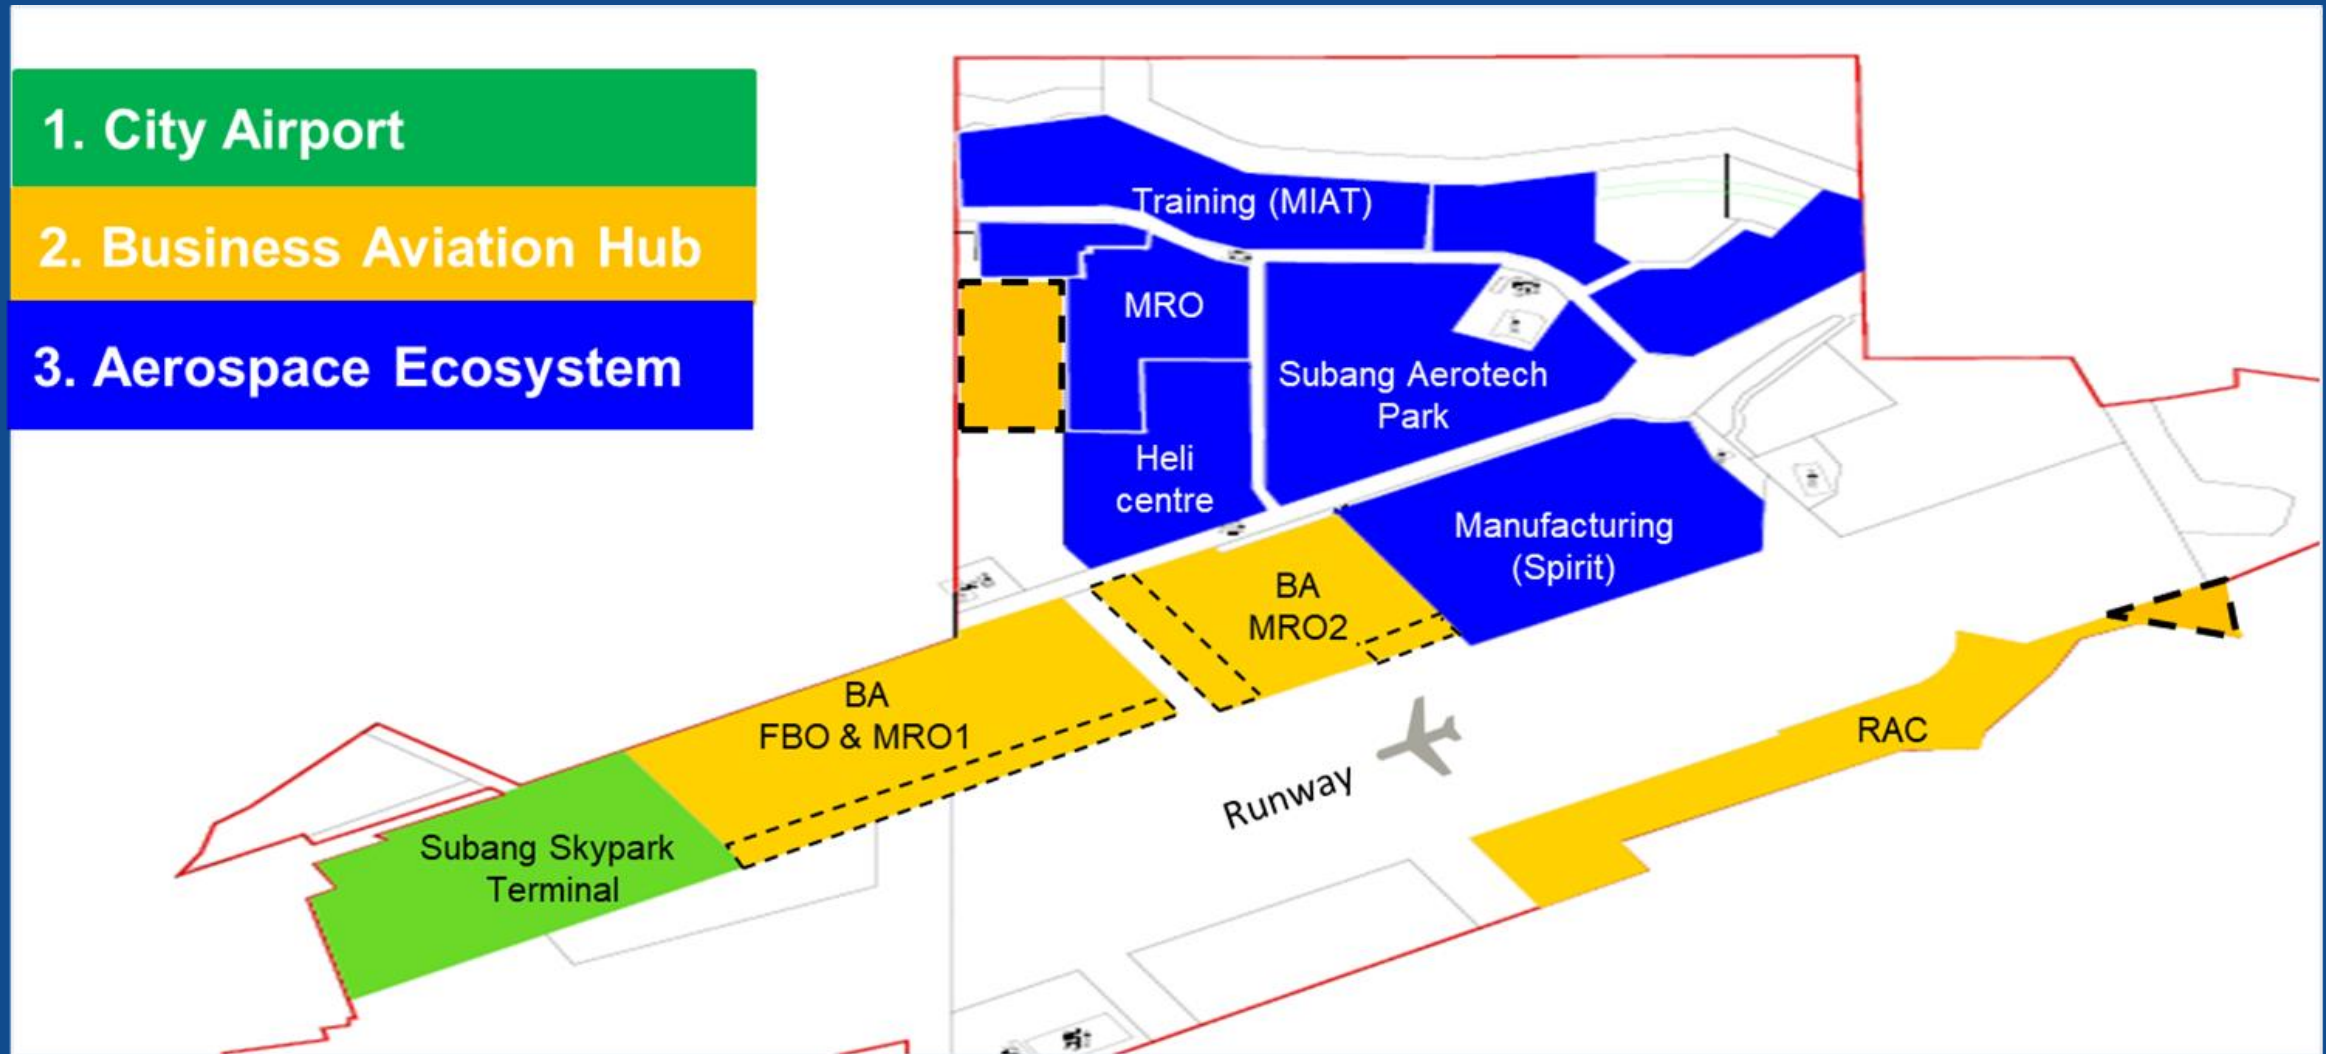 1. City Airport
2. Business Aviation Hub
3. Aerospace Ecosystem
Training (MIAT)
MRO
Subang Aerotech
Park
Heli
centre
Manufacturing
(Spirit)
BA
MRO2
BA
FBO & MRO1
RAC
Runway
Subang Skypark
Terminal